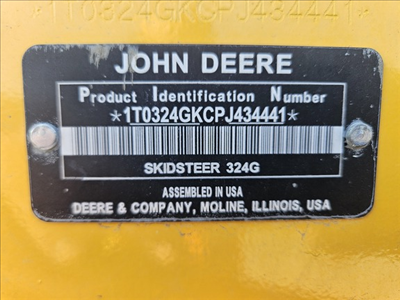 *1T0324GKCPJ434441*
JOHN DEERE
Product Identification Number
*1T0324GKCPJ434441*
SKIDSTEER 324G
ASSEMBLED IN USA
DEERE & COMPANY, MOLINE, ILLINOIS, USA